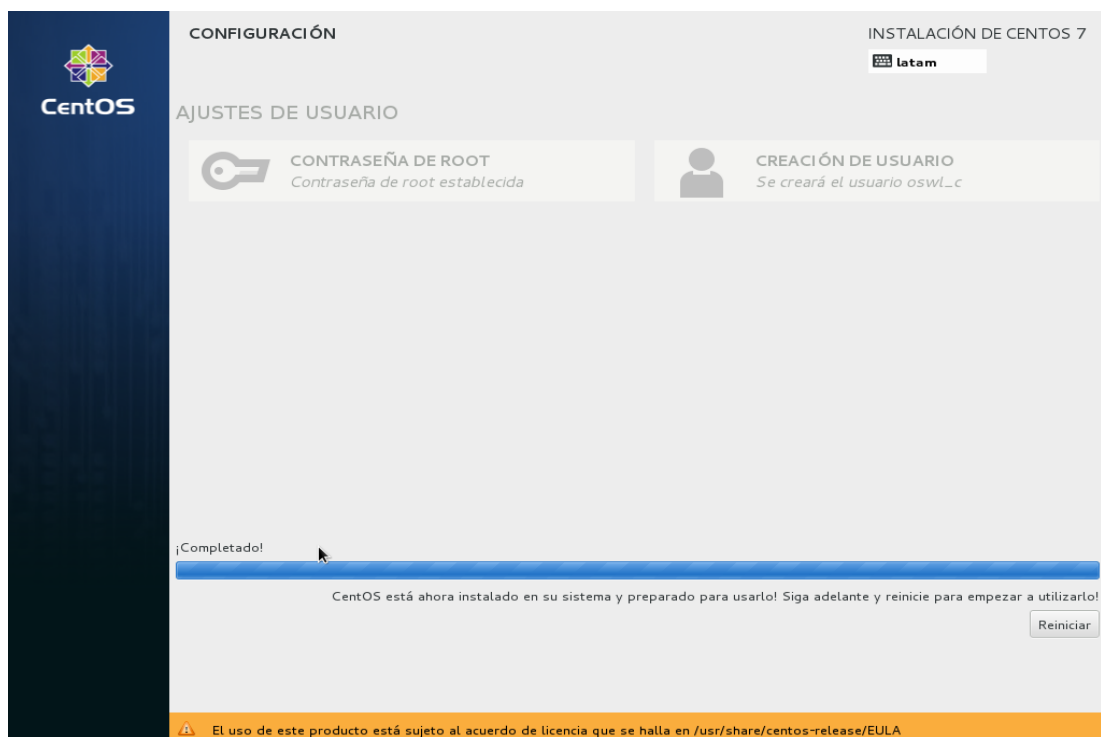 CONFIGURACIÓN
INSTALACIÓN DE CENTOS 7
latam
CentOS
AJUSTES DE USUARIO
CONTRASEÑA DE ROOT
Contraseña de root establecida
CREACIÓN DE USUARIO
Se creará el usuario oswl_c
¡Completado!
CentOS está ahora instalado en su sistema y preparado para usarlo! Siga adelante y reinicie para empezar a utilizarlo!
Reiniciar
El uso de este producto está sujeto al acuerdo de licencia que se halla en /usr/share/centos-release/EULA